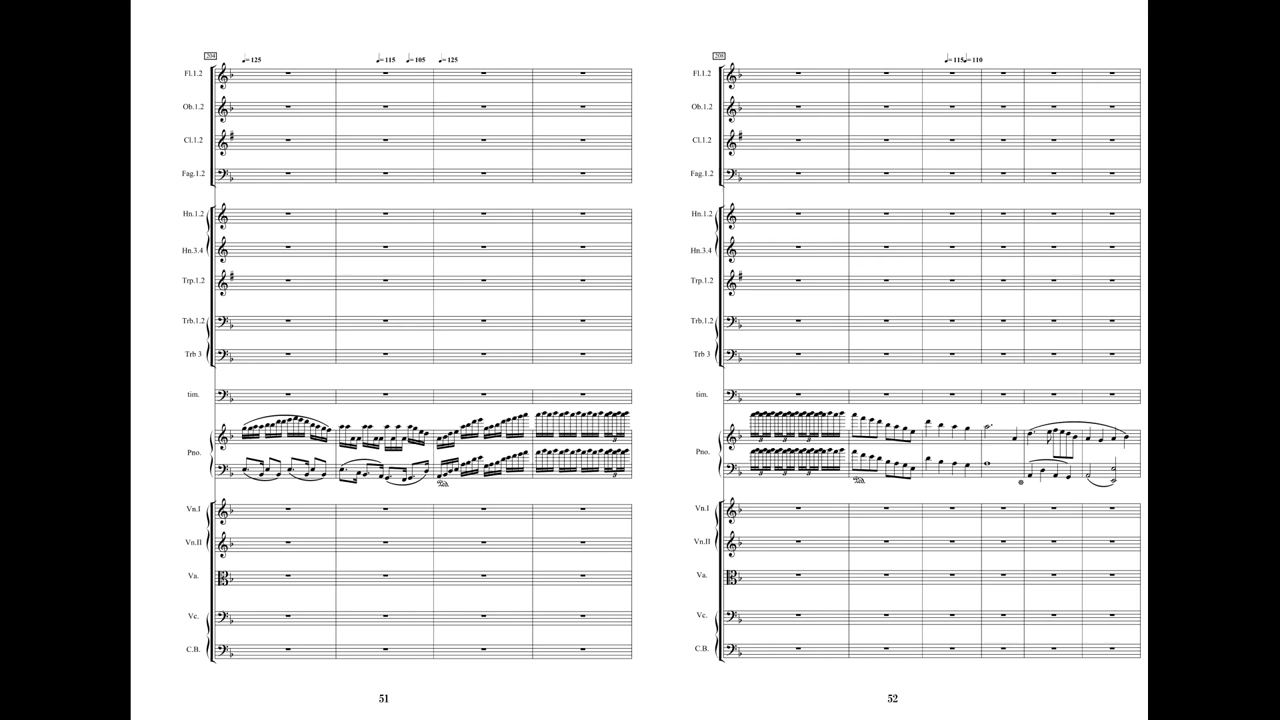 204
♩=125 ♩=115 ♩=105 ♩=125
Fl.1.2
Ob.1.2
Cl.1.2
Fag.1.2
Hn.1.2
Hn.3.4
Trp.1.2
Trb.1.2
Trb 3
tim.
Pno.
Vn.I
Vn.II
Va.
Vc.
C.B.
51
208
♩=115 ♩=110
Fl.1.2
Ob.1.2
Cl.1.2
Fag.1.2
Hn.1.2
Hn.3.4
Trp.1.2
Trb.1.2
Trb 3
tim.
Pno.
Vn.I
Vn.II
Va.
Vc.
C.B.
52